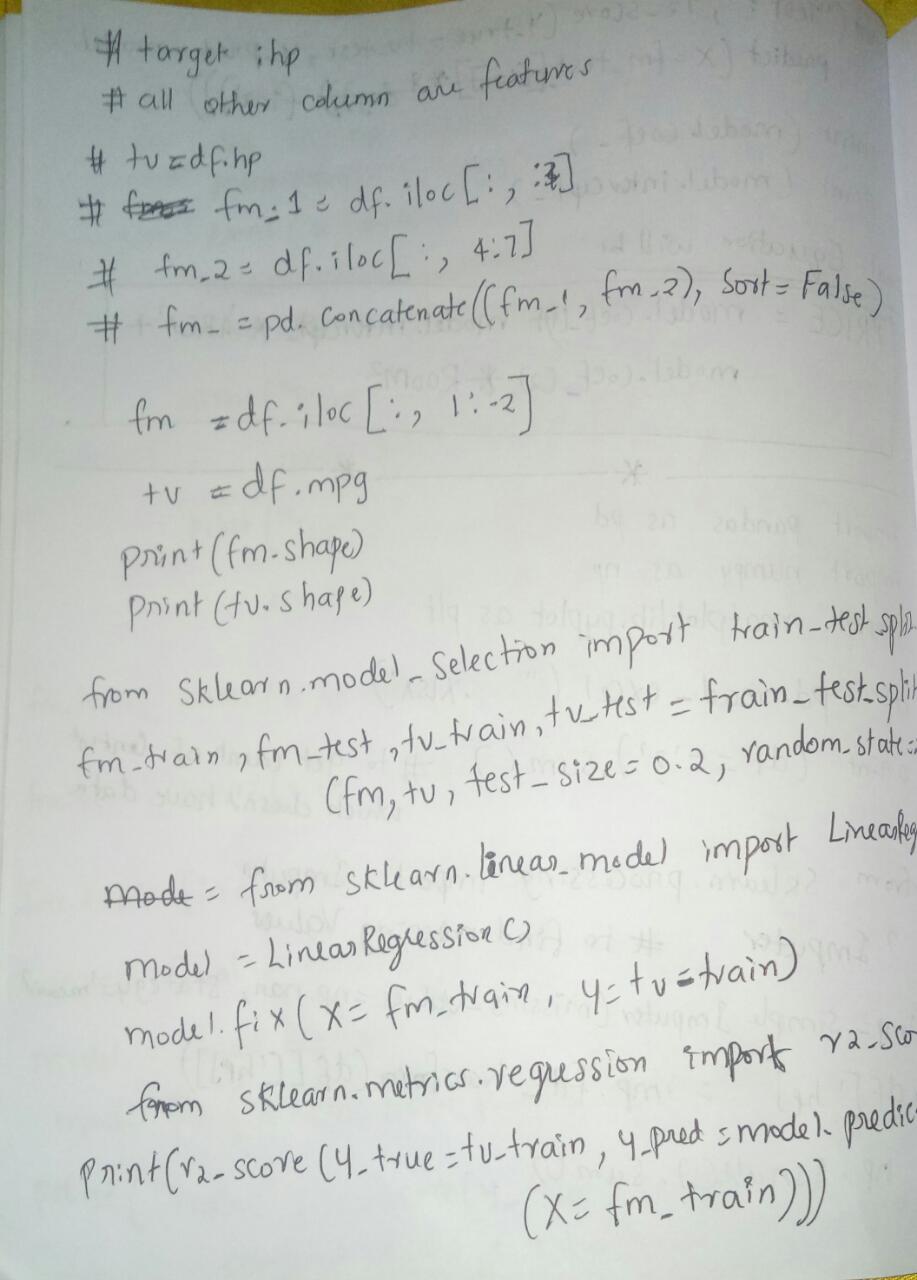 # target : hp
# all other column are features
# tv = df.hp
# fm_1 = df.iloc[:, :3]
# fm_2 = df.iloc[:, 4:7]
# fm_ = pd. concatenate((fm_1, fm_2), Sort = False)
fm = df.iloc[:, 1:-2]
tv = df.mpg
print(fm.shape)
print(tv.shape)
from sklearn.model_selection import train_test_split
fm_train, fm_test, tv_train, tv_test = train_test_split
(fm, tv, test_size = 0.2, random_state =
mode = from sklearn.linear_model import LinearReg
model = LinearRegression()
model.fix(X = fm_train, y = tv = train)
from sklearn.metrics.regression import r2_sco
print(r2_score(y_true = tv_train, y_pred = model.predic
(X = fm_train)))